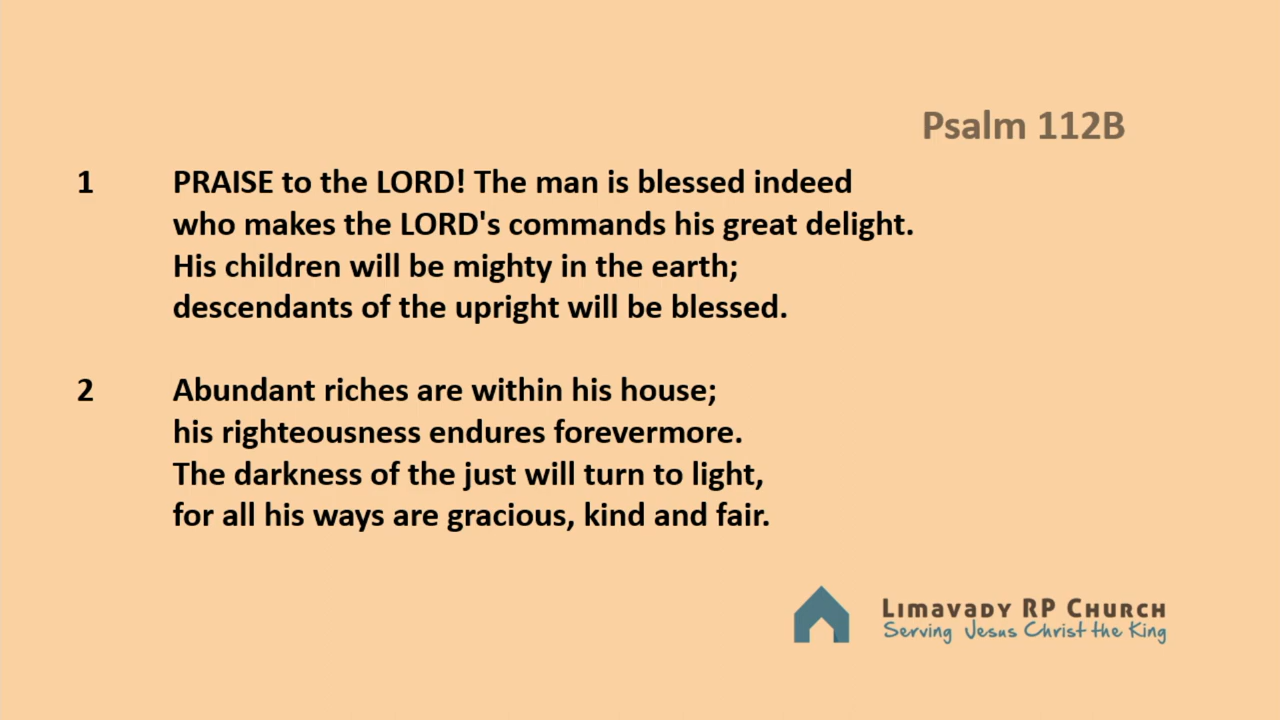 Psalm 112B
1 PRAISE to the LORD! The man is blessed indeed
who makes the LORD's commands his great delight.
His children will be mighty in the earth;
descendants of the upright will be blessed.
2 Abundant riches are within his house;
his righteousness endures forevermore.
The darkness of the just will turn to light,
for all his ways are gracious, kind and fair.
LIMAVADY RP CHURCH
Serving Jesus Christ the King